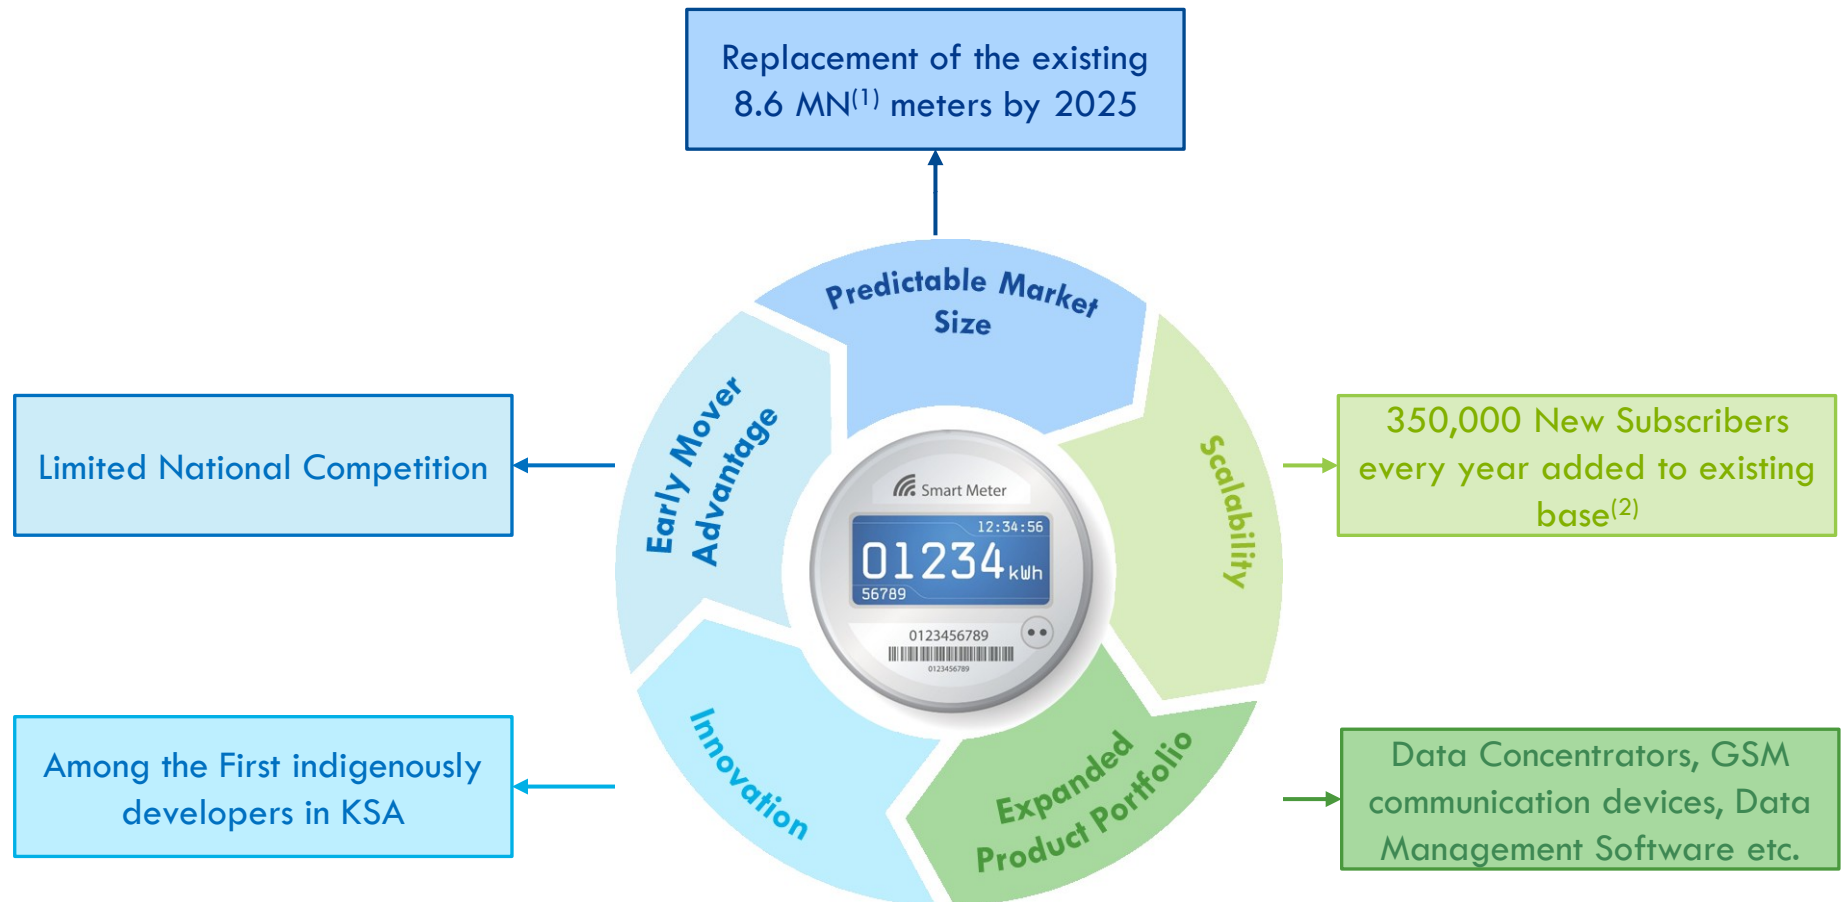 Replacement of the existing
8.6 MN(1) meters by 2025
Predictable Market
Size
Early Mover
Advantage
Limited National Competition
Scalability
350,000 New Subscribers
every year added to existing
base(2)
Smart Meter
12:34:56
01234 kWh
56789
0123456789
0123456789
Innovation
Among the First indigenously
developers in KSA
Expanded
Product Portfolio
Data Concentrators, GSM
communication devices, Data
Management Software etc.